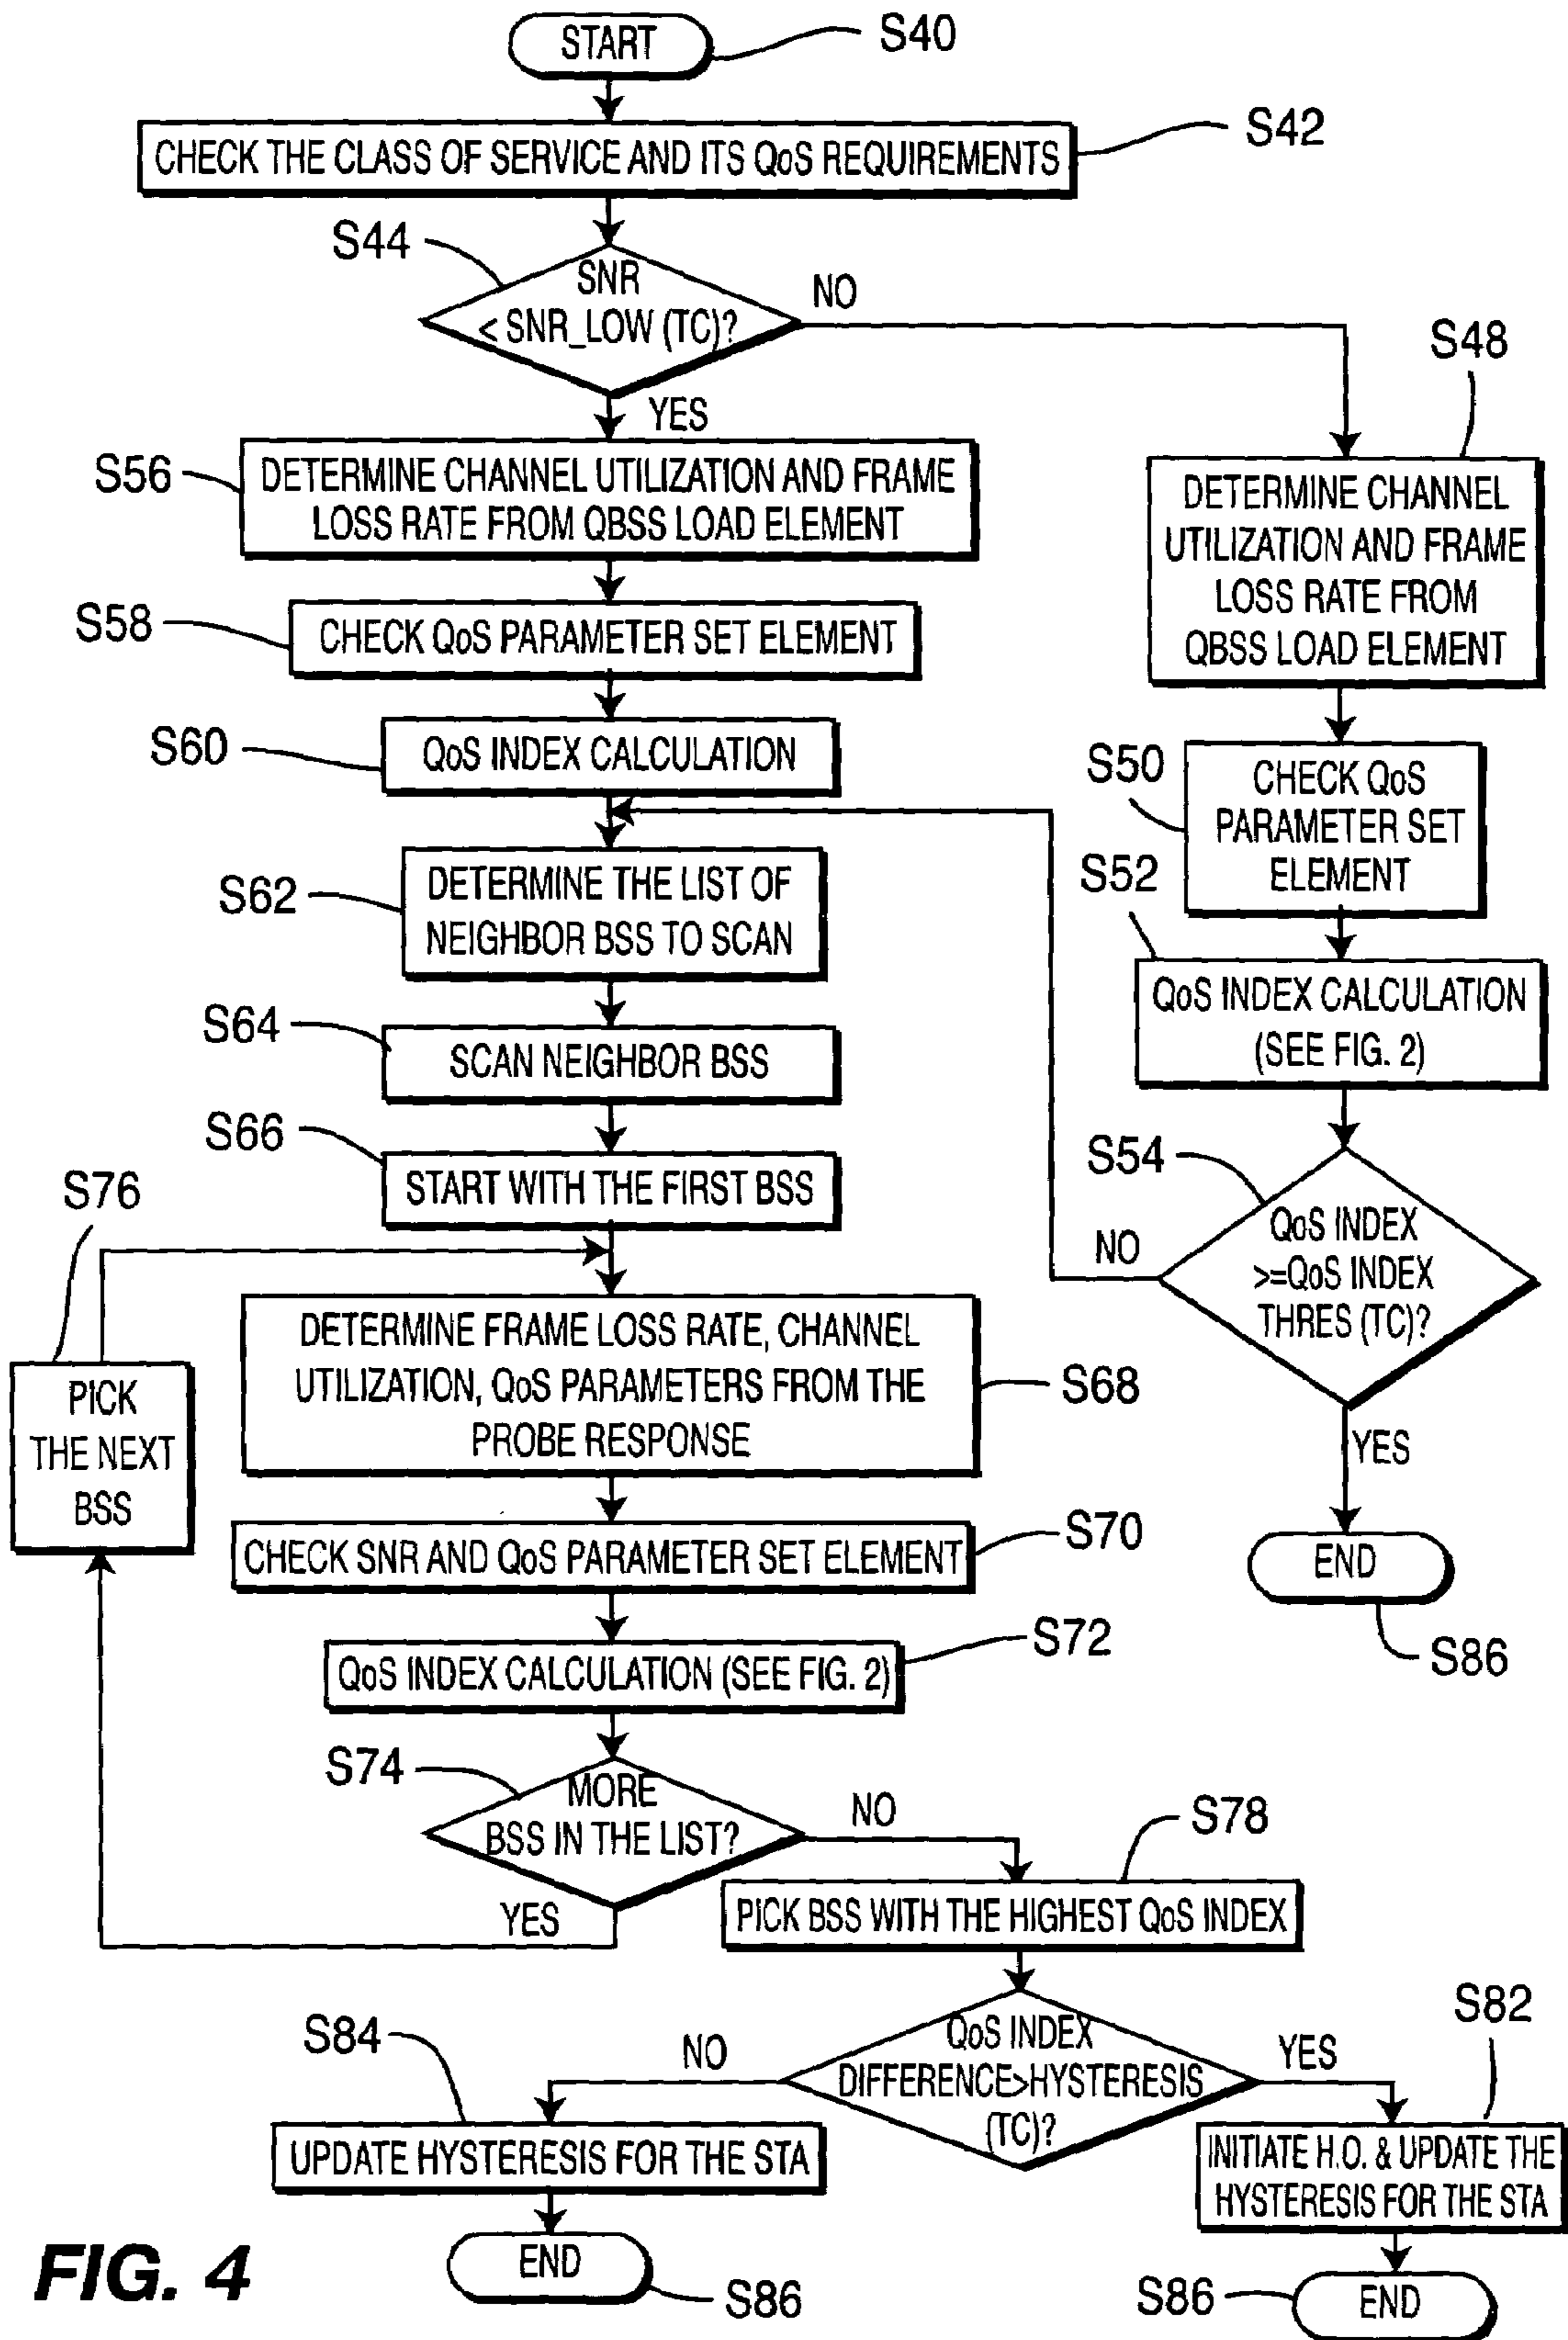 START
S40
CHECK THE CLASS OF SERVICE AND ITS QoS REQUIREMENTS
S42
S44
SNR
< SNR_LOW (TC)?
NO
YES
S48
DETERMINE CHANNEL
UTILIZATION AND FRAME
LOSS RATE FROM
QBSS LOAD ELEMENT
S56
DETERMINE CHANNEL UTILIZATION AND FRAME
LOSS RATE FROM QBSS LOAD ELEMENT
S58
CHECK QoS PARAMETER SET ELEMENT
S60
QoS INDEX CALCULATION
S50
CHECK QoS
PARAMETER SET
ELEMENT
S62
DETERMINE THE LIST OF
NEIGHBOR BSS TO SCAN
S52
QoS INDEX CALCULATION
(SEE FIG. 2)
S64
SCAN NEIGHBOR BSS
S66
START WITH THE FIRST BSS
S54
QoS INDEX
>=QoS INDEX
THRES (TC)?
NO
YES
END
S86
S76
PICK
THE NEXT
BSS
DETERMINE FRAME LOSS RATE, CHANNEL
UTILIZATION, QoS PARAMETERS FROM THE
PROBE RESPONSE
S68
CHECK SNR AND QoS PARAMETER SET ELEMENT
S70
QoS INDEX CALCULATION (SEE FIG. 2)
S72
S74
MORE
BSS IN THE LIST?
NO
YES
S78
PICK BSS WITH THE HIGHEST QoS INDEX
QoS INDEX
DIFFERENCE>HYSTERESIS
(TC)?
NO
YES
S84
UPDATE HYSTERESIS FOR THE STA
END
S86
S82
INITIATE H.O. & UPDATE THE
HYSTERESIS FOR THE STA
S86
END
FIG. 4